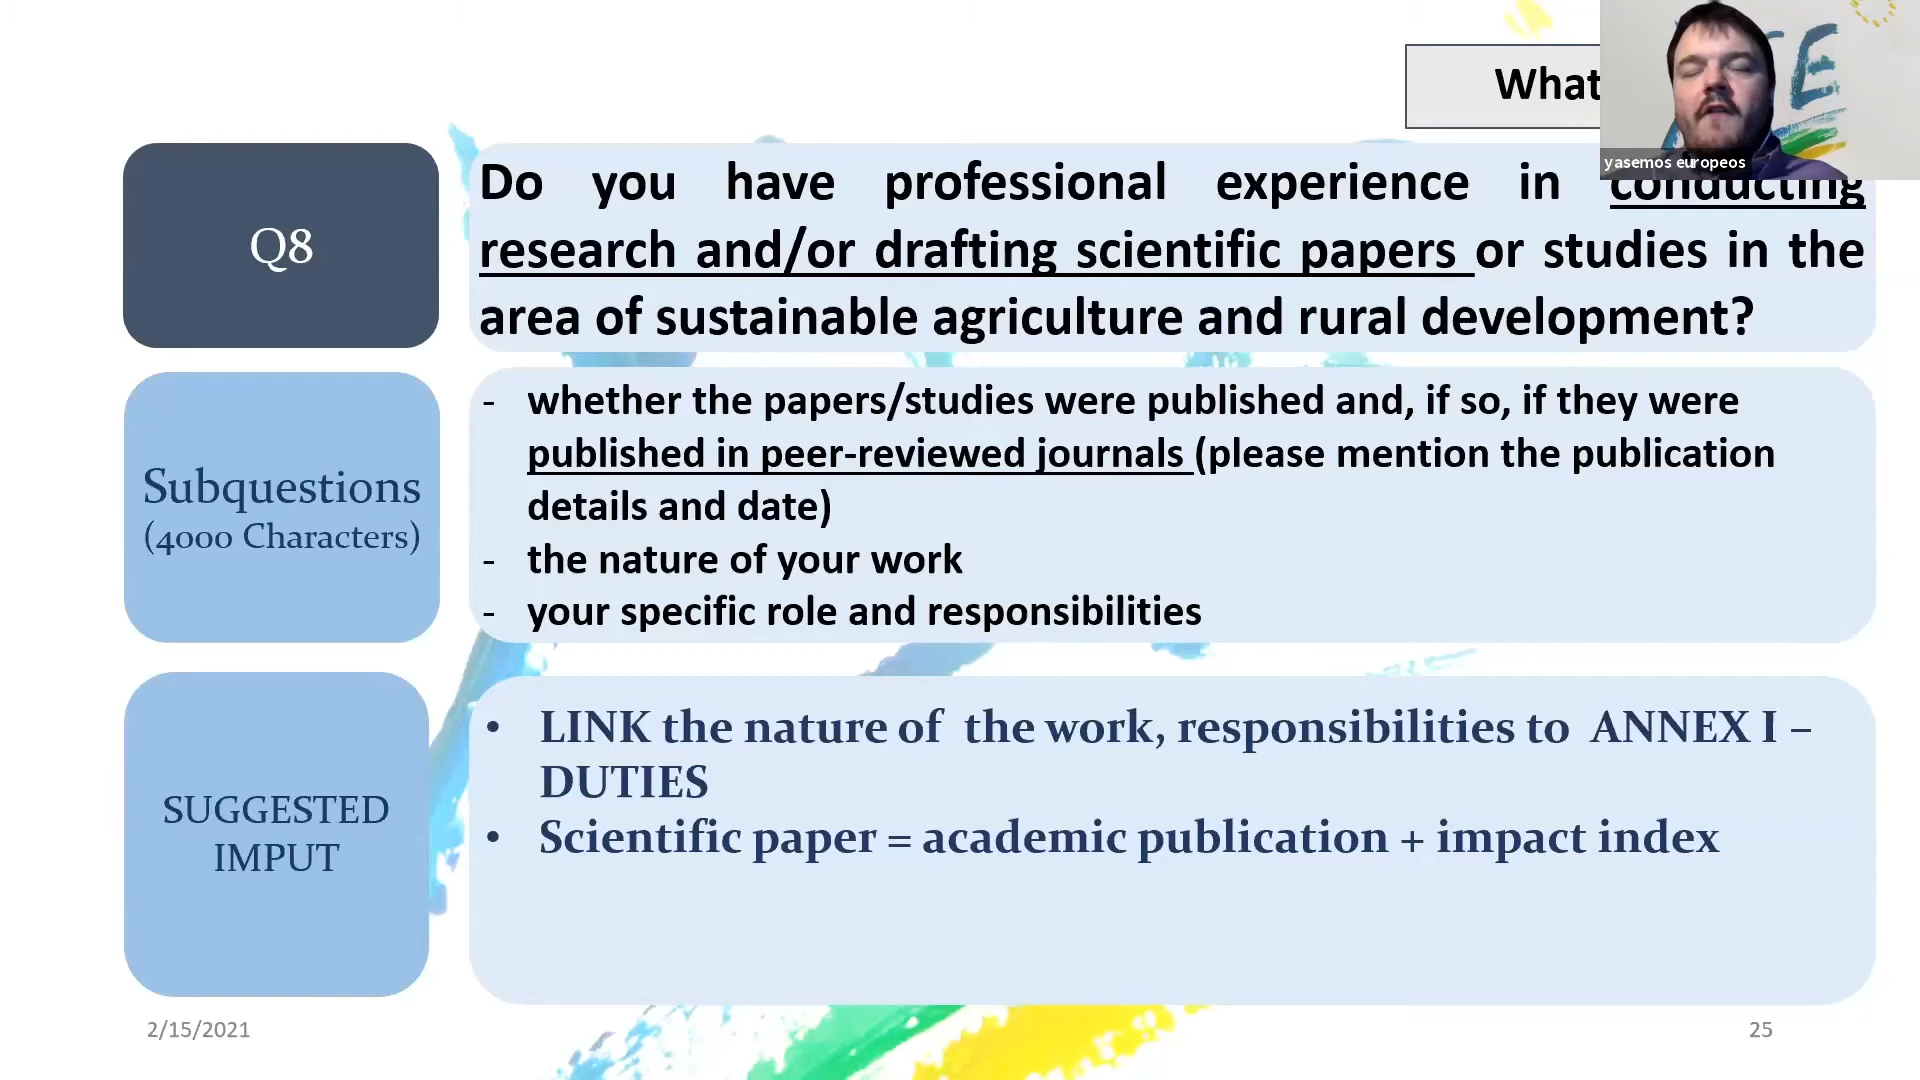 What
yasemos europeos
Q8
Do you have professional experience in conducting
research and/or drafting scientific papers or studies in the
area of sustainable agriculture and rural development?
Subquestions
(4000 Characters)
- whether the papers/studies were published and, if so, if they were
published in peer-reviewed journals (please mention the publication
details and date)
- the nature of your work
- your specific role and responsibilities
SUGGESTED
IMPUT
• LINK the nature of the work, responsibilities to ANNEX I –
DUTIES
• Scientific paper = academic publication + impact index
2/15/2021
25